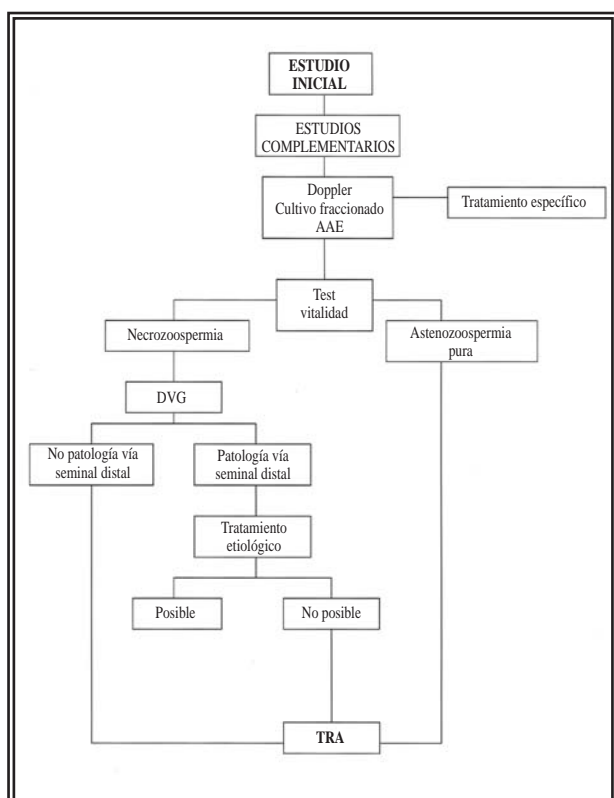 ESTUDIO
INICIAL
ESTUDIOS
COMPLEMENTARIOS
Doppler
Cultivo fraccionado
AAE
Tratamiento específico
Test
vitalidad
Necrozoospermia
Astenozoospermia
pura
DVG
No patología vía
seminal distal
Patología vía
seminal distal
Tratamiento
etiológico
Posible
No posible
TRA